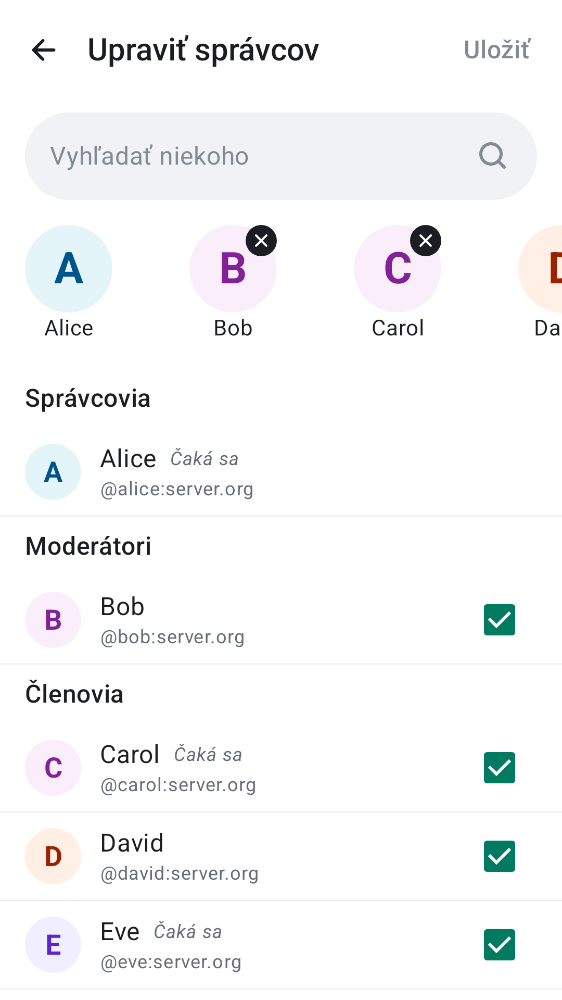 Upraviť správcov
Uložiť
Vyhľadať niekoho
A
B
C
Alice
Bob
Carol
Správcovia
A
Alice Čaká sa
@alice:server.org
Moderátori
B
Bob
@bob:server.org
Členovia
C
Carol Čaká sa
@carol:server.org
D
David
@david:server.org
E
Eve Čaká sa
@eve:server.org